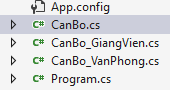 App.config
C# CanBo.cs
C# CanBo_GiangVien.cs
C# CanBo_VanPhong.cs
C# Program.cs